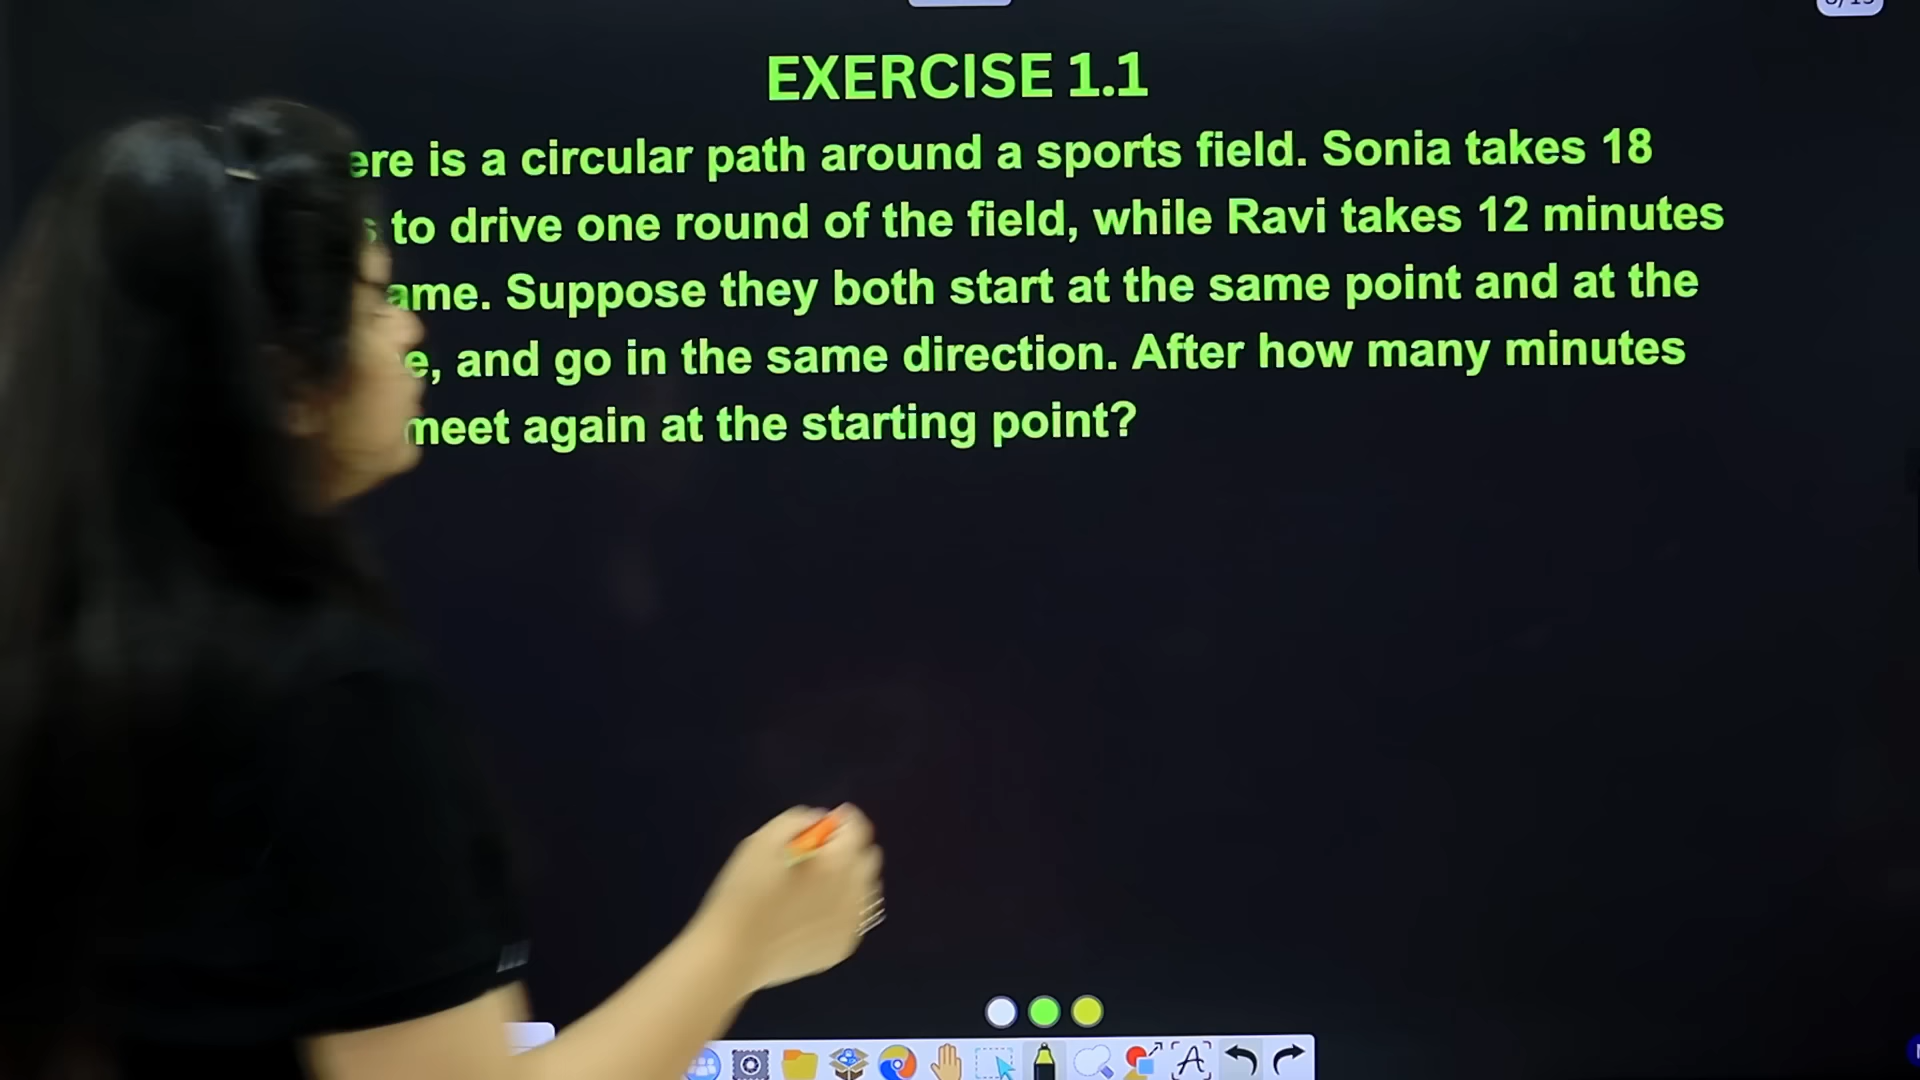 EXERCISE 1.1
is a circular path around a sports field. Sonia takes 18
to drive one round of the field, while Ravi takes 12 minutes
Suppose they both start at the same point and at the
and go in the same direction. After how many minutes
meet again at the starting point?